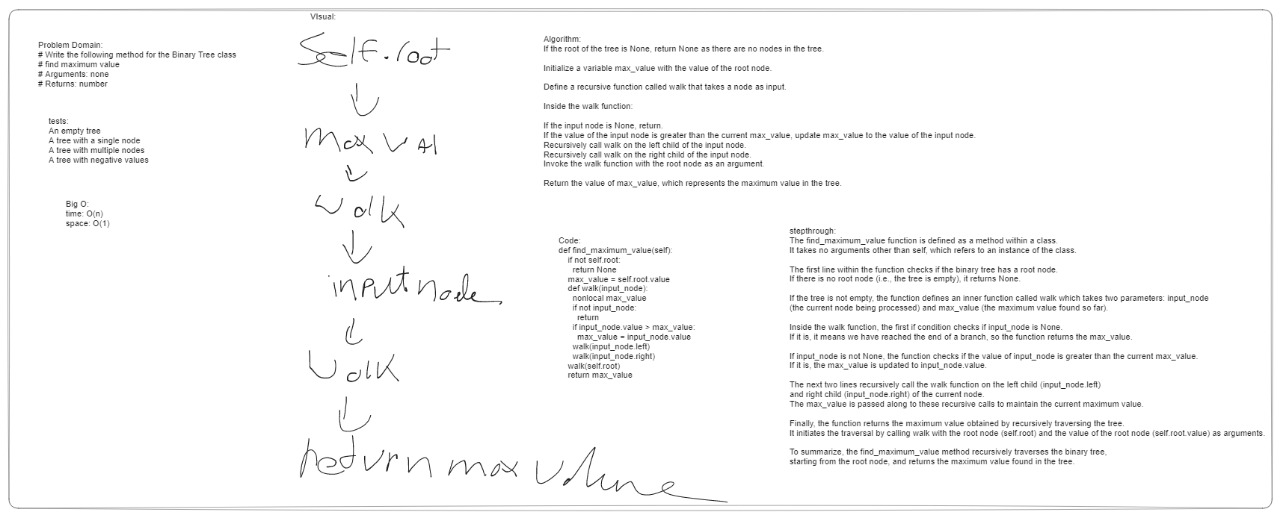 VIsual:
Problem Domain:
# Write the following method for the Binary Tree class
# find maximum value
# Arguments: none
# Returns: number
tests:
An empty tree
A tree with a single node
A tree with multiple nodes
A tree with negative values
Big O:
time: O(n)
space: O(1)
Self.root
max val
walk
input node
walk
return max value
Algorithm:
If the root of the tree is None, return None as there are no nodes in the tree.
Initialize a variable max_value with the value of the root node.
Define a recursive function called walk that takes a node as input.
Inside the walk function:
If the input node is None, return.
If the value of the input node is greater than the current max_value, update max_value to the value of the input node.
Recursively call walk on the left child of the input node.
Recursively call walk on the right child of the input node.
Invoke the walk function with the root node as an argument.
Return the value of max_value, which represents the maximum value in the tree.
Code:
def find_maximum_value(self):
if not self.root:
return None
max_value = self.root.value
def walk(input_node):
nonlocal max_value
if not input_node:
return
if input_node.value > max_value:
max_value = input_node.value
walk(input_node.left)
walk(input_node.right)
walk(self.root)
return max_value
stepthrough:
The find_maximum_value function is defined as a method within a class.
It takes no arguments other than self, which refers to an instance of the class.
The first line within the function checks if the binary tree has a root node.
If there is no root node (i.e., the tree is empty), it returns None.
If the tree is not empty, the function defines an inner function called walk which takes two parameters: input_node
(the current node being processed) and max_value (the maximum value found so far).
Inside the walk function, the first if condition checks if input_node is None.
If it is, it means we have reached the end of a branch, so the function returns the max_value.
If input_node is not None, the function checks if the value of input_node is greater than the current max_value.
If it is, the max_value is updated to input_node.value.
The next two lines recursively call the walk function on the left child (input_node.left)
and right child (input_node.right) of the current node.
The max_value is passed along to these recursive calls to maintain the current maximum value.
Finally, the function returns the maximum value obtained by recursively traversing the tree.
It initiates the traversal by calling walk with the root node (self.root) and the value of the root node (self.root.value) as arguments.
To summarize, the find_maximum_value method recursively traverses the binary tree,
starting from the root node, and returns the maximum value found in the tree.